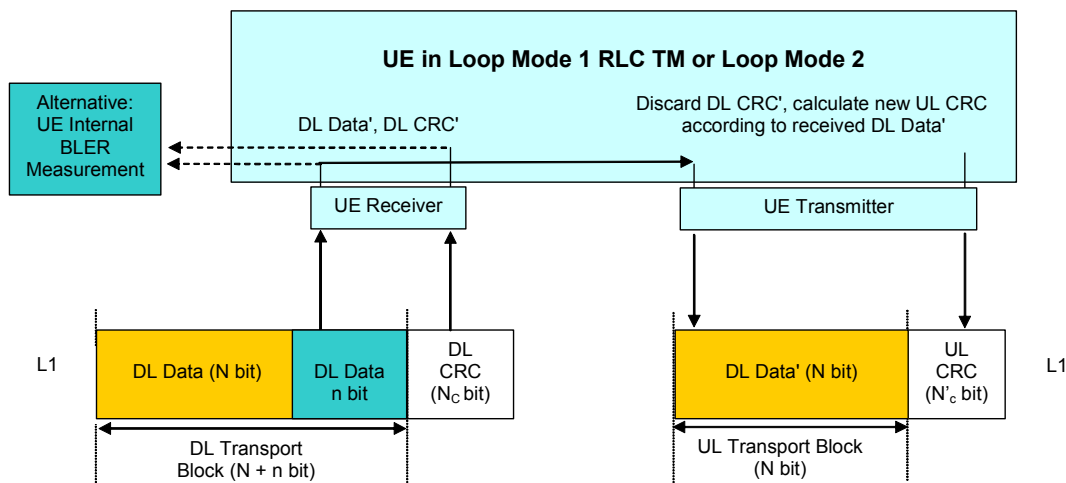 UE in Loop Mode 1 RLC TM or Loop Mode 2
Alternative:
UE Internal
BLER
Measurement
DL Data', DL CRC'
Discard DL CRC', calculate new UL CRC
according to received DL Data'
UE Receiver
UE Transmitter
L1
DL Data (N bit)
DL Data
n bit
DL
CRC
(NC bit)
DL Data' (N bit)
UL
CRC
(N'c bit)
L1
DL Transport
Block (N + n bit)
UL Transport Block
(N bit)